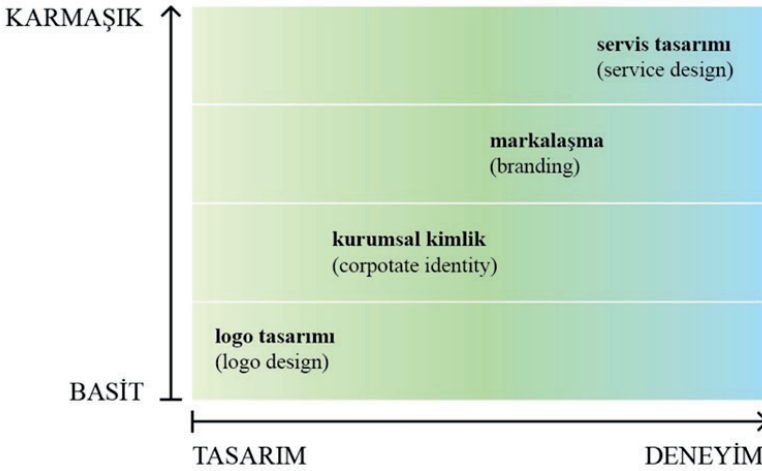 KARMAŞIK
servis tasarımı
(service design)
markalaşma
(branding)
kurumsal kimlik
(corpotate identity)
logo tasarımı
(logo design)
BASİT
TASARIM
DENEYİM